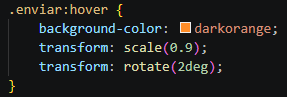 .enviar:hover {
    background-color: darkorange;
    transform: scale(0.9);
    transform: rotate(2deg);
}